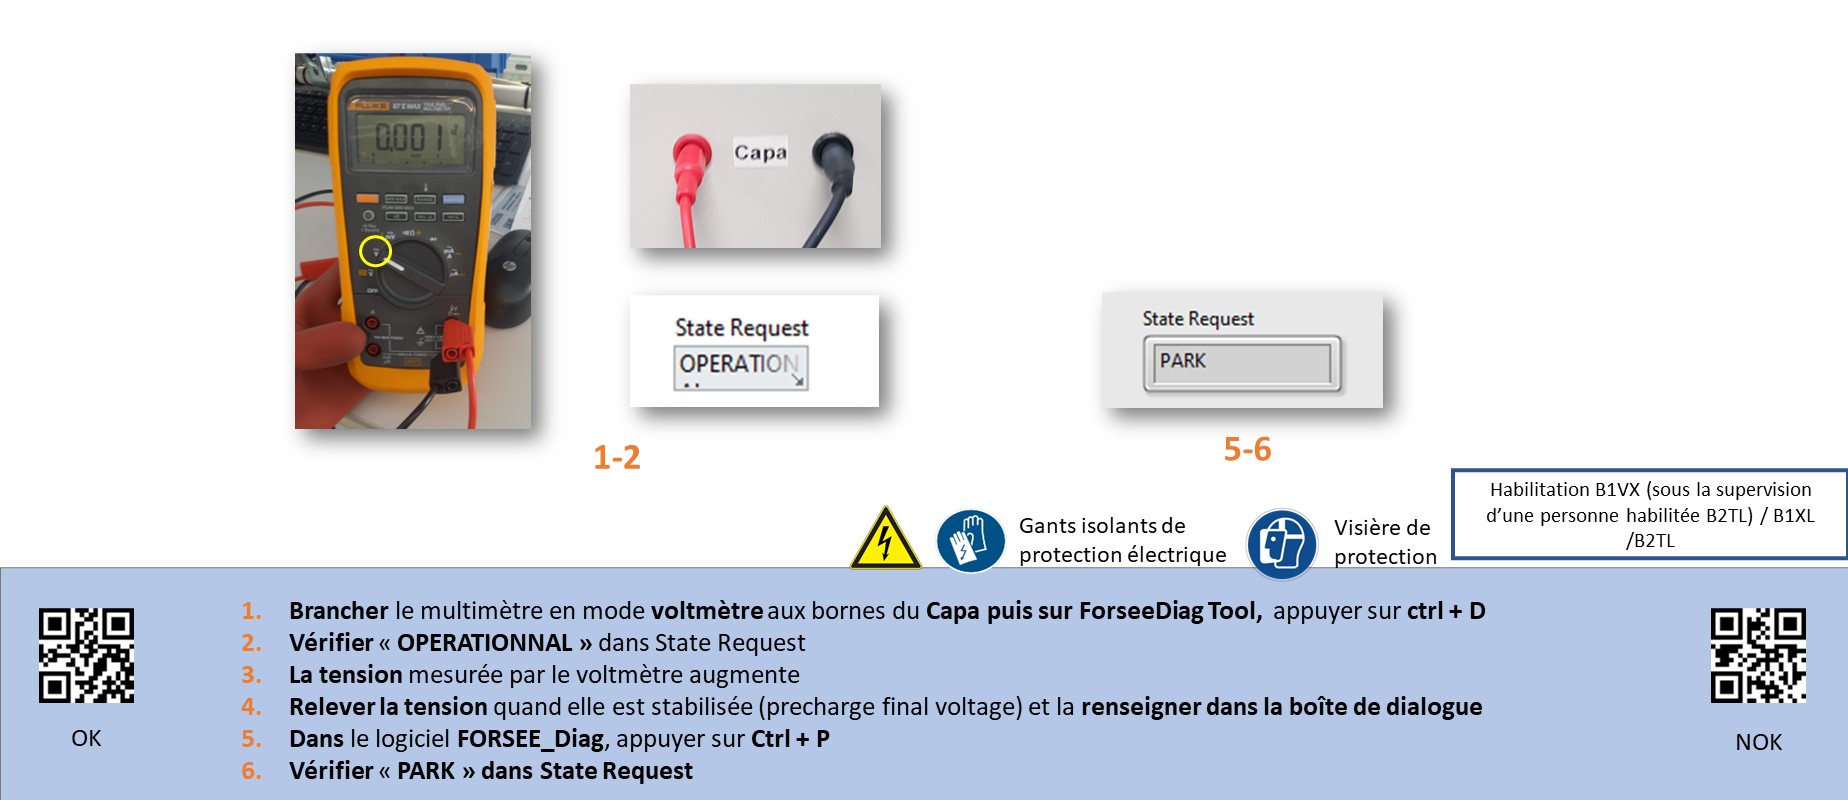 FLUKE 87V MAX TRUE RMS MULTIMETER
0.001
OFF
Capa
State Request
OPERATION
State Request
PARK
1-2
5-6
Habilitation B1VX (sous la supervision
d’une personne habilitée B2TL) / B1XL
/B2TL
Gants isolants de
protection électrique
Visière de
protection
1. Brancher le multimètre en mode voltmètre aux bornes du Capa puis sur ForseeDiag Tool, appuyer sur ctrl + D
2. Vérifier « OPERATIONNAL » dans State Request
3. La tension mesurée par le voltmètre augmente
4. Relever la tension quand elle est stabilisée (precharge final voltage) et la renseigner dans la boîte de dialogue
5. Dans le logiciel FORSEE_Diag, appuyer sur Ctrl + P
6. Vérifier « PARK » dans State Request
OK
NOK